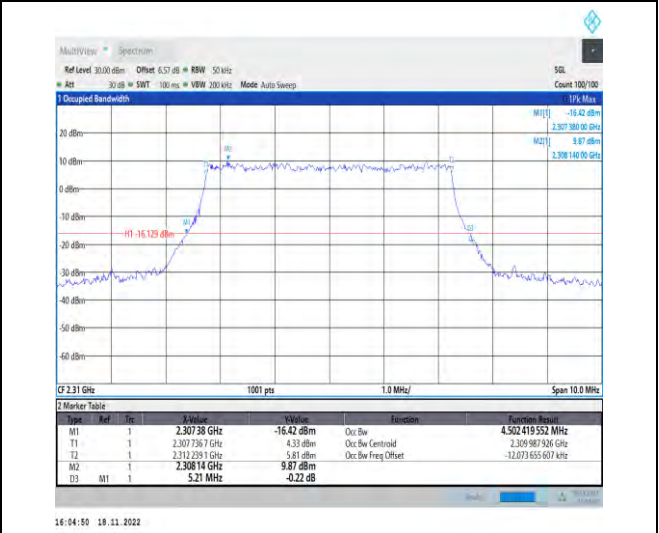 MultiView Spectrum
Ref Level 30.00 dBm Offset 6.57 dB RBW 50 kHz SGL
Att 30 dB SWT 100 ms VBW 200 kHz Mode Auto Sweep Count 100/100
1 Occupied Bandwidth 1Pk Max
M1[1] -16.42 dBm
2.307 380 00 GHz
20 dBm
M2[1] 9.87 dBm
2.308 140 00 GHz
M2
10 dBm
T1
0 dBm
-10 dBm
M1
D3
H1 -16.129 dBm
-20 dBm
-30 dBm
-40 dBm
-50 dBm
-60 dBm
CF 2.31 GHz 1001 pts 1.0 MHz/ Span 10.0 MHz
2 Marker Table
Type Ref Trc X-Value Y-Value Function Function Result
M1 1 2.30738 GHz -16.42 dBm Occ Bw 4.502 419 552 MHz
T1 1 2.307 736 7 GHz 4.33 dBm Occ Bw Centroid 2.309 987 926 GHz
T2 1 2.312 239 1 GHz 5.81 dBm Occ Bw Freq Offset -12.073 655 607 kHz
M2 1 2.30814 GHz 9.87 dBm
D3 M1 1 5.21 MHz -0.22 dB
16:04:50 18.11.2022